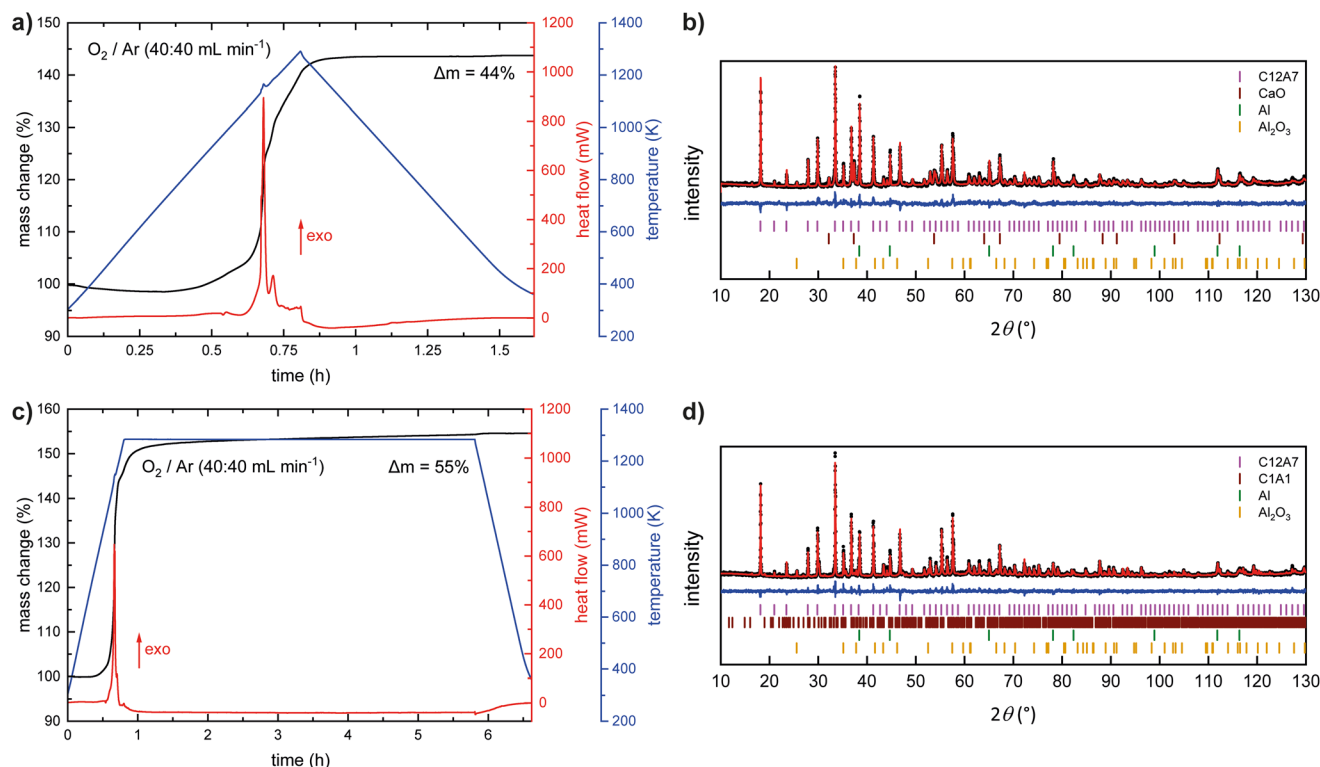 a)
O₂ / Ar (40:40 mL min⁻¹)
Δm = 44%
exo
mass change (%)
150
140
130
120
110
100
90
0 0.25 0.5 0.75 1 1.25 1.5
time (h)
heat flow (mW)
1200
1000
800
600
400
200
0
temperature (K)
1400
1200
1000
800
600
400
200
b)
C12A7
CaO
Al
Al₂O₃
intensity
10 20 30 40 50 60 70 80 90 100 110 120 130
2θ (°)
c)
O₂ / Ar (40:40 mL min⁻¹)
Δm = 55%
exo
mass change (%)
160
150
140
130
120
110
100
90
0 1 2 3 4 5 6
time (h)
heat flow (mW)
1200
1000
800
600
400
200
0
temperature (K)
1400
1200
1000
800
600
400
200
d)
C12A7
C1A1
Al
Al₂O₃
intensity
10 20 30 40 50 60 70 80 90 100 110 120 130
2θ (°)